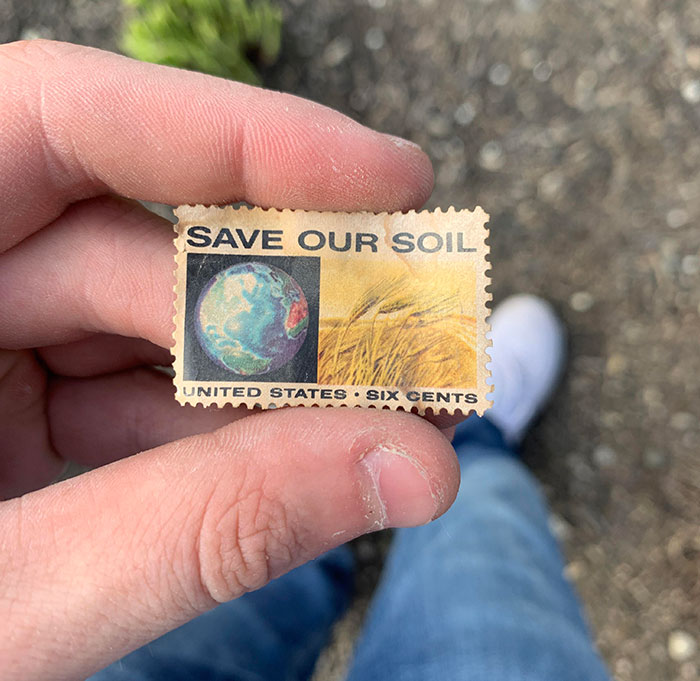 SAVE OUR SOIL
UNITED STATES • SIX CENTS